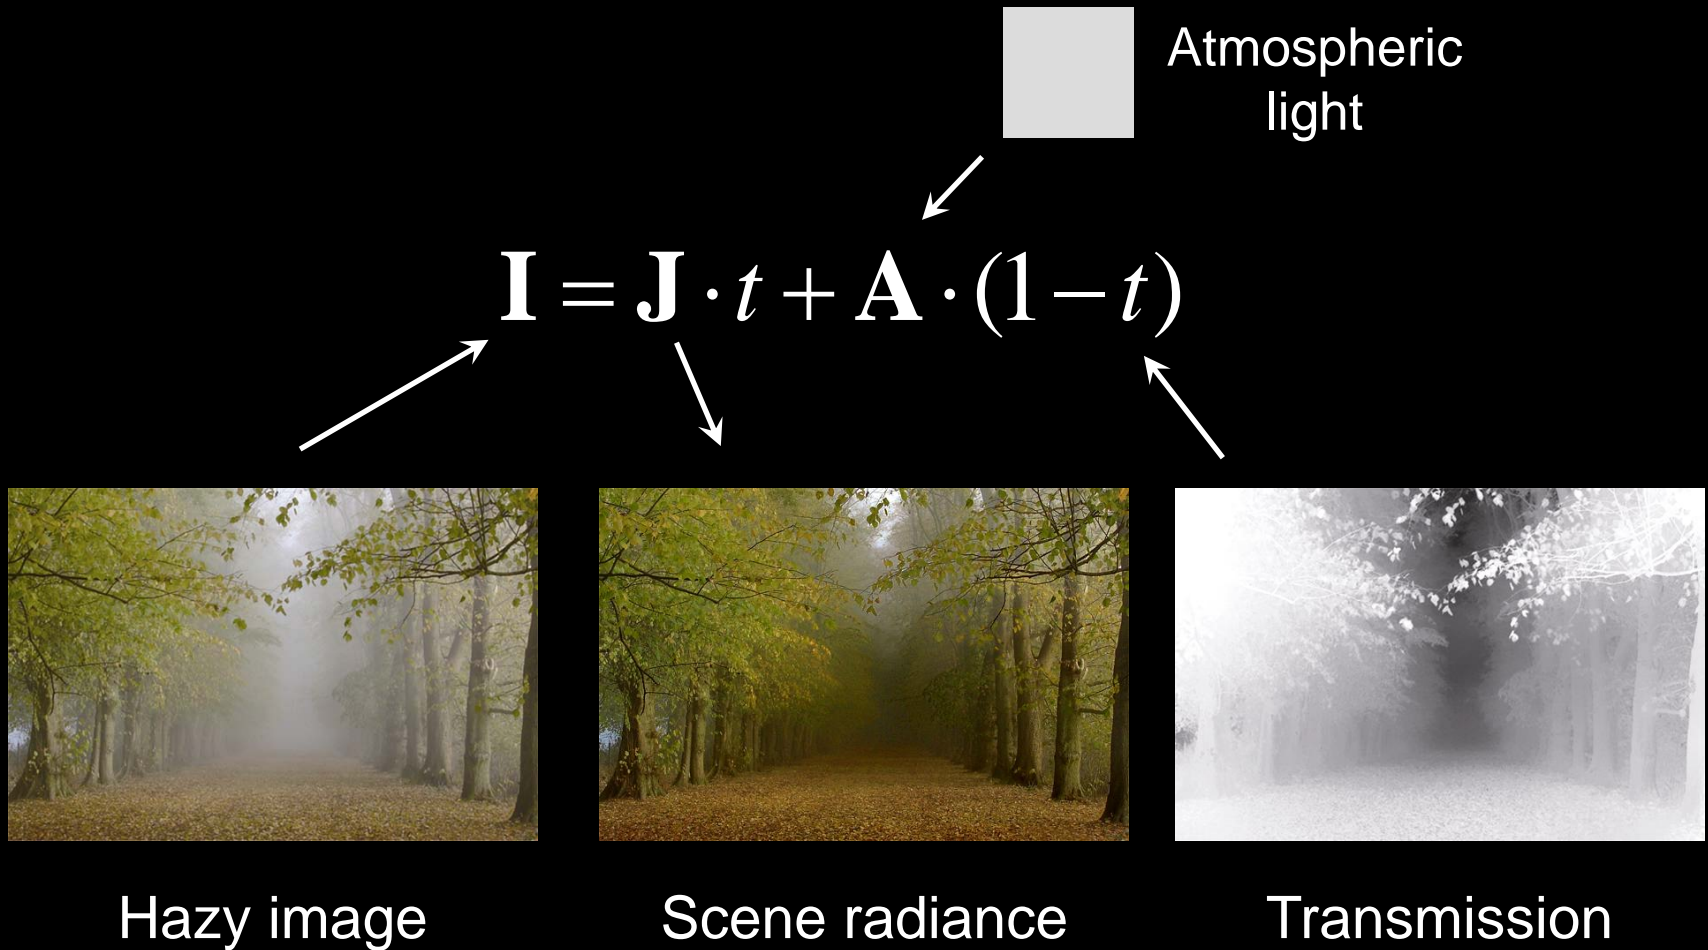 Atmospheric
light
I = J · t + A · (1 − t)
Hazy image
Scene radiance
Transmission